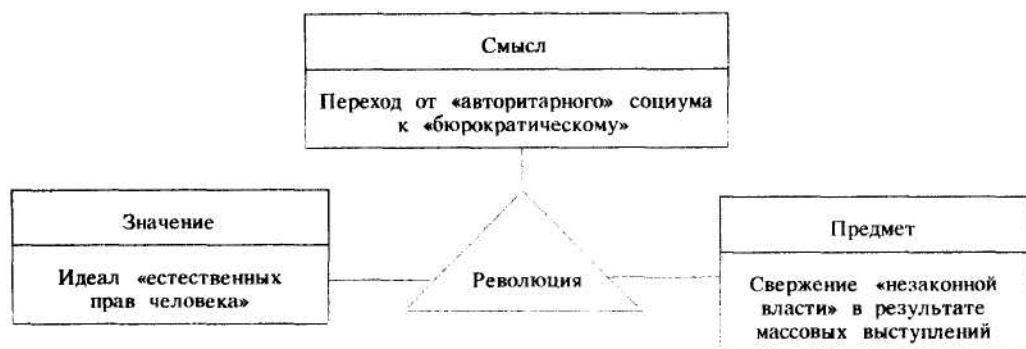 Смысл
Переход от «авторитарного» социума
к «бюрократическому»
Значение
Идеал «естественных
прав человека»
Революция
Предмет
Свержение «незаконной
власти» в результате
массовых выступлений